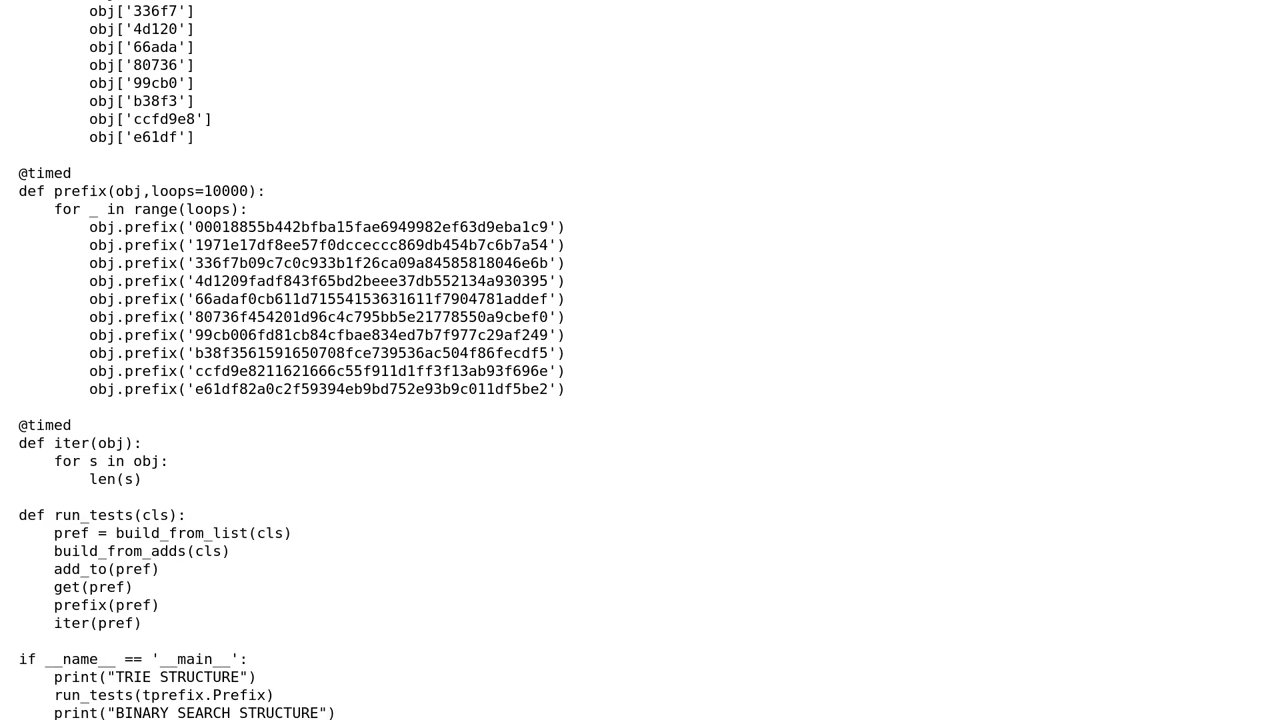 obj['336f7']
        obj['4d120']
        obj['66ada']
        obj['80736']
        obj['99cb0']
        obj['b38f3']
        obj['ccfd9e8']
        obj['e61df']

@timed
def prefix(obj,loops=10000):
    for _ in range(loops):
        obj.prefix('00018855b442bfba15fae6949982ef63d9eba1c9')
        obj.prefix('1971e17df8ee57f0dcceccc869db454b7c6b7a54')
        obj.prefix('336f7b09c7c0c933b1f26ca09a84585818046e6b')
        obj.prefix('4d1209fadf843f65bd2beee37db552134a930395')
        obj.prefix('66adaf0cb611d71554153631611f7904781addef')
        obj.prefix('80736f454201d96c4c795bb5e21778550a9cbef0')
        obj.prefix('99cb006fd81cb84cfbae834ed7b7f977c29af249')
        obj.prefix('b38f3561591650708fce739536ac504f86fecdf5')
        obj.prefix('ccfd9e8211621666c55f911d1ff3f13ab93f696e')
        obj.prefix('e61df82a0c2f59394eb9bd752e93b9c011df5be2')

@timed
def iter(obj):
    for s in obj:
        len(s)

def run_tests(cls):
    pref = build_from_list(cls)
    build_from_adds(cls)
    add_to(pref)
    get(pref)
    prefix(pref)
    iter(pref)

if __name__ == '__main__':
    print("TRIE STRUCTURE")
    run_tests(tprefix.Prefix)
    print("BINARY SEARCH STRUCTURE")